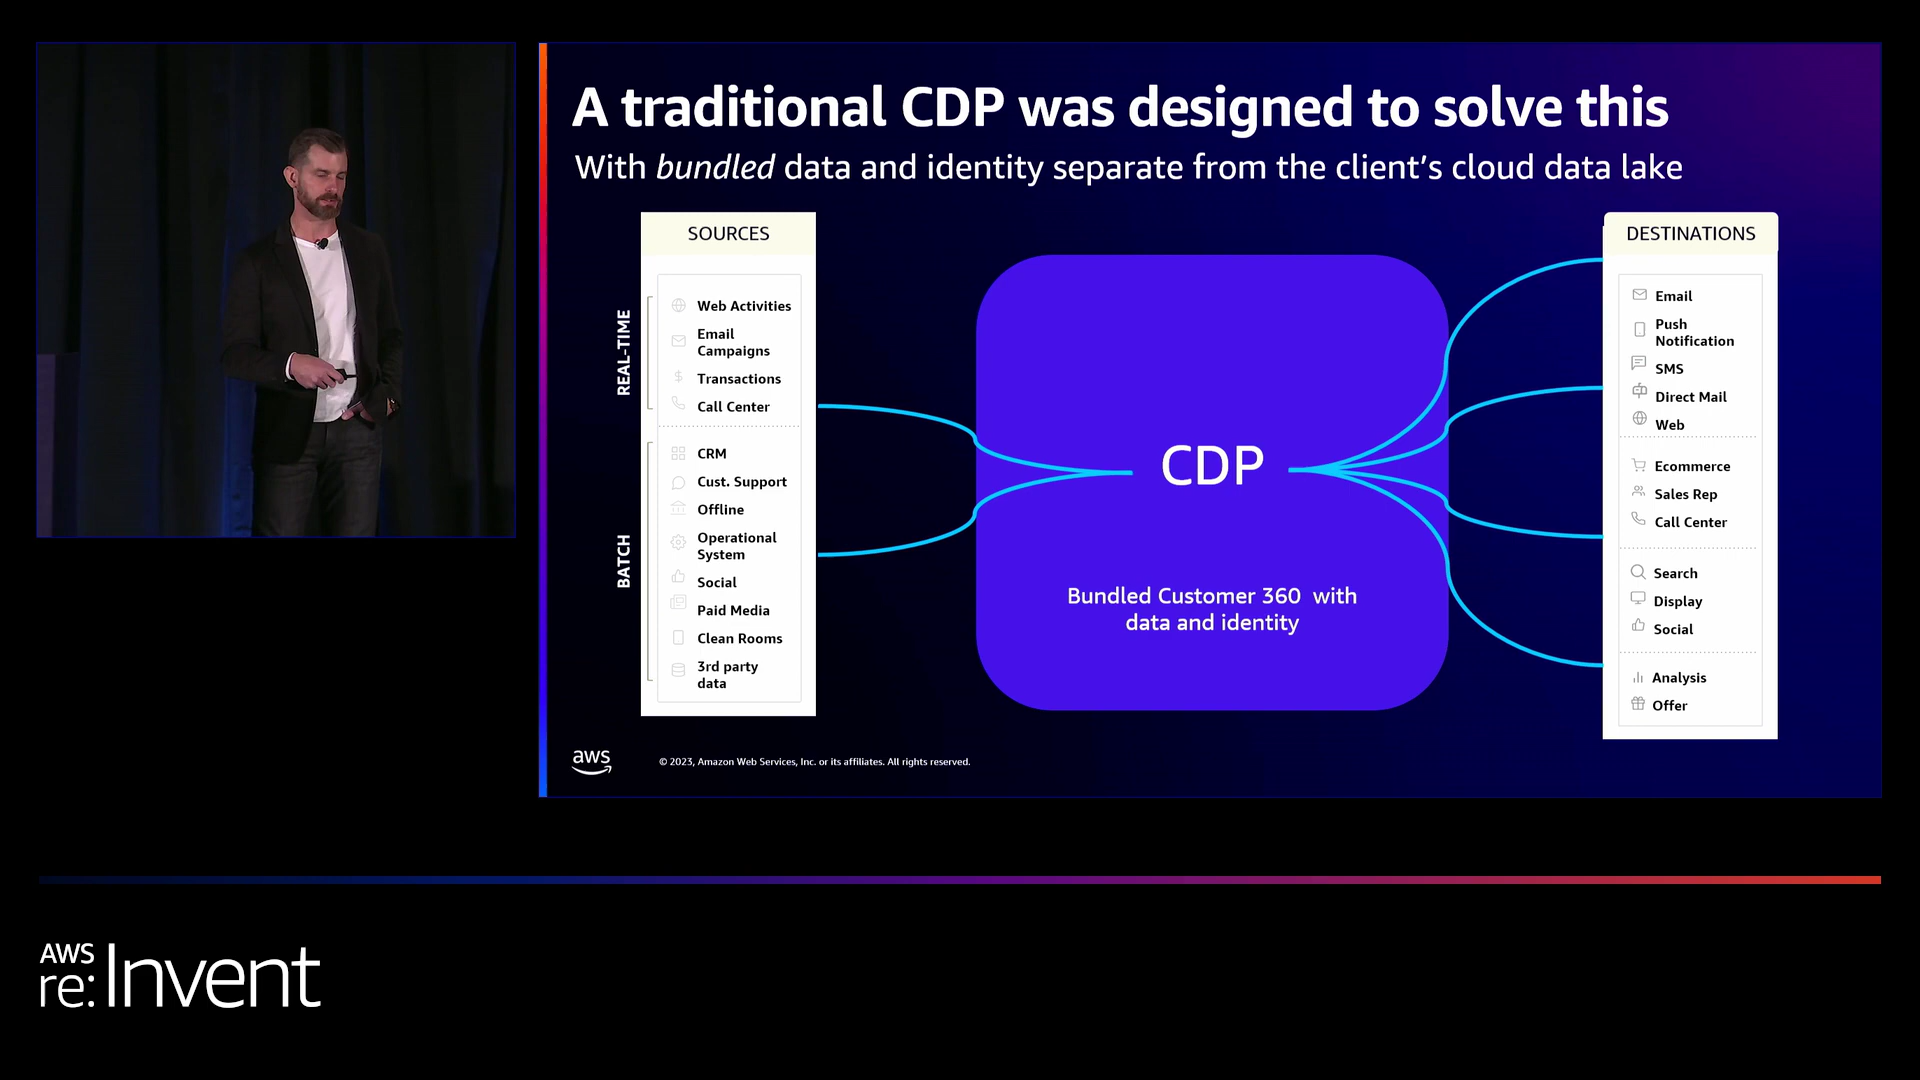 A traditional CDP was designed to solve this
With bundled data and identity separate from the client's cloud data lake
SOURCES
REAL-TIME
Web Activities
Email
Campaigns
Transactions
Call Center
BATCH
CRM
Cust. Support
Offline
Operational
System
Social
Paid Media
Clean Rooms
3rd party
data
CDP
Bundled Customer 360 with
data and identity
DESTINATIONS
Email
Push
Notification
SMS
Direct Mail
Web
Ecommerce
Sales Rep
Call Center
Search
Display
Social
Analysis
Offer
aws
© 2023, Amazon Web Services, Inc. or its affiliates. All rights reserved.
AWS
re:Invent